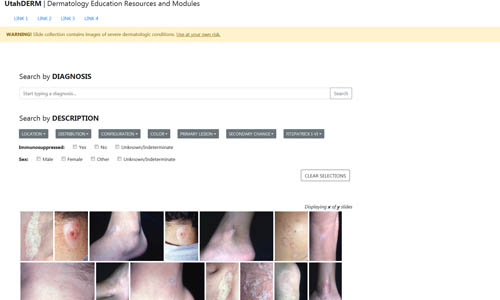 UtahDERM | Dermatology Education Resources and Modules
LINK 1 LINK 2 LINK 3 LINK 4
WARNING! Slide collection contains images of severe dermatologic conditions. Use at your own risk.
Search by DIAGNOSIS
Start typing a diagnosis... Search
Search by DESCRIPTION
LOCATION DISTRIBUTION CONFIGURATION COLOR PRIMARY LESION SECONDARY CHANGE FITZPATRICK I-VI
Immunosuppressed: Yes No Unknown/Indeterminate
Sex: Male Female Other Unknown/Indeterminate
CLEAR SELECTIONS
Displaying x of y slides